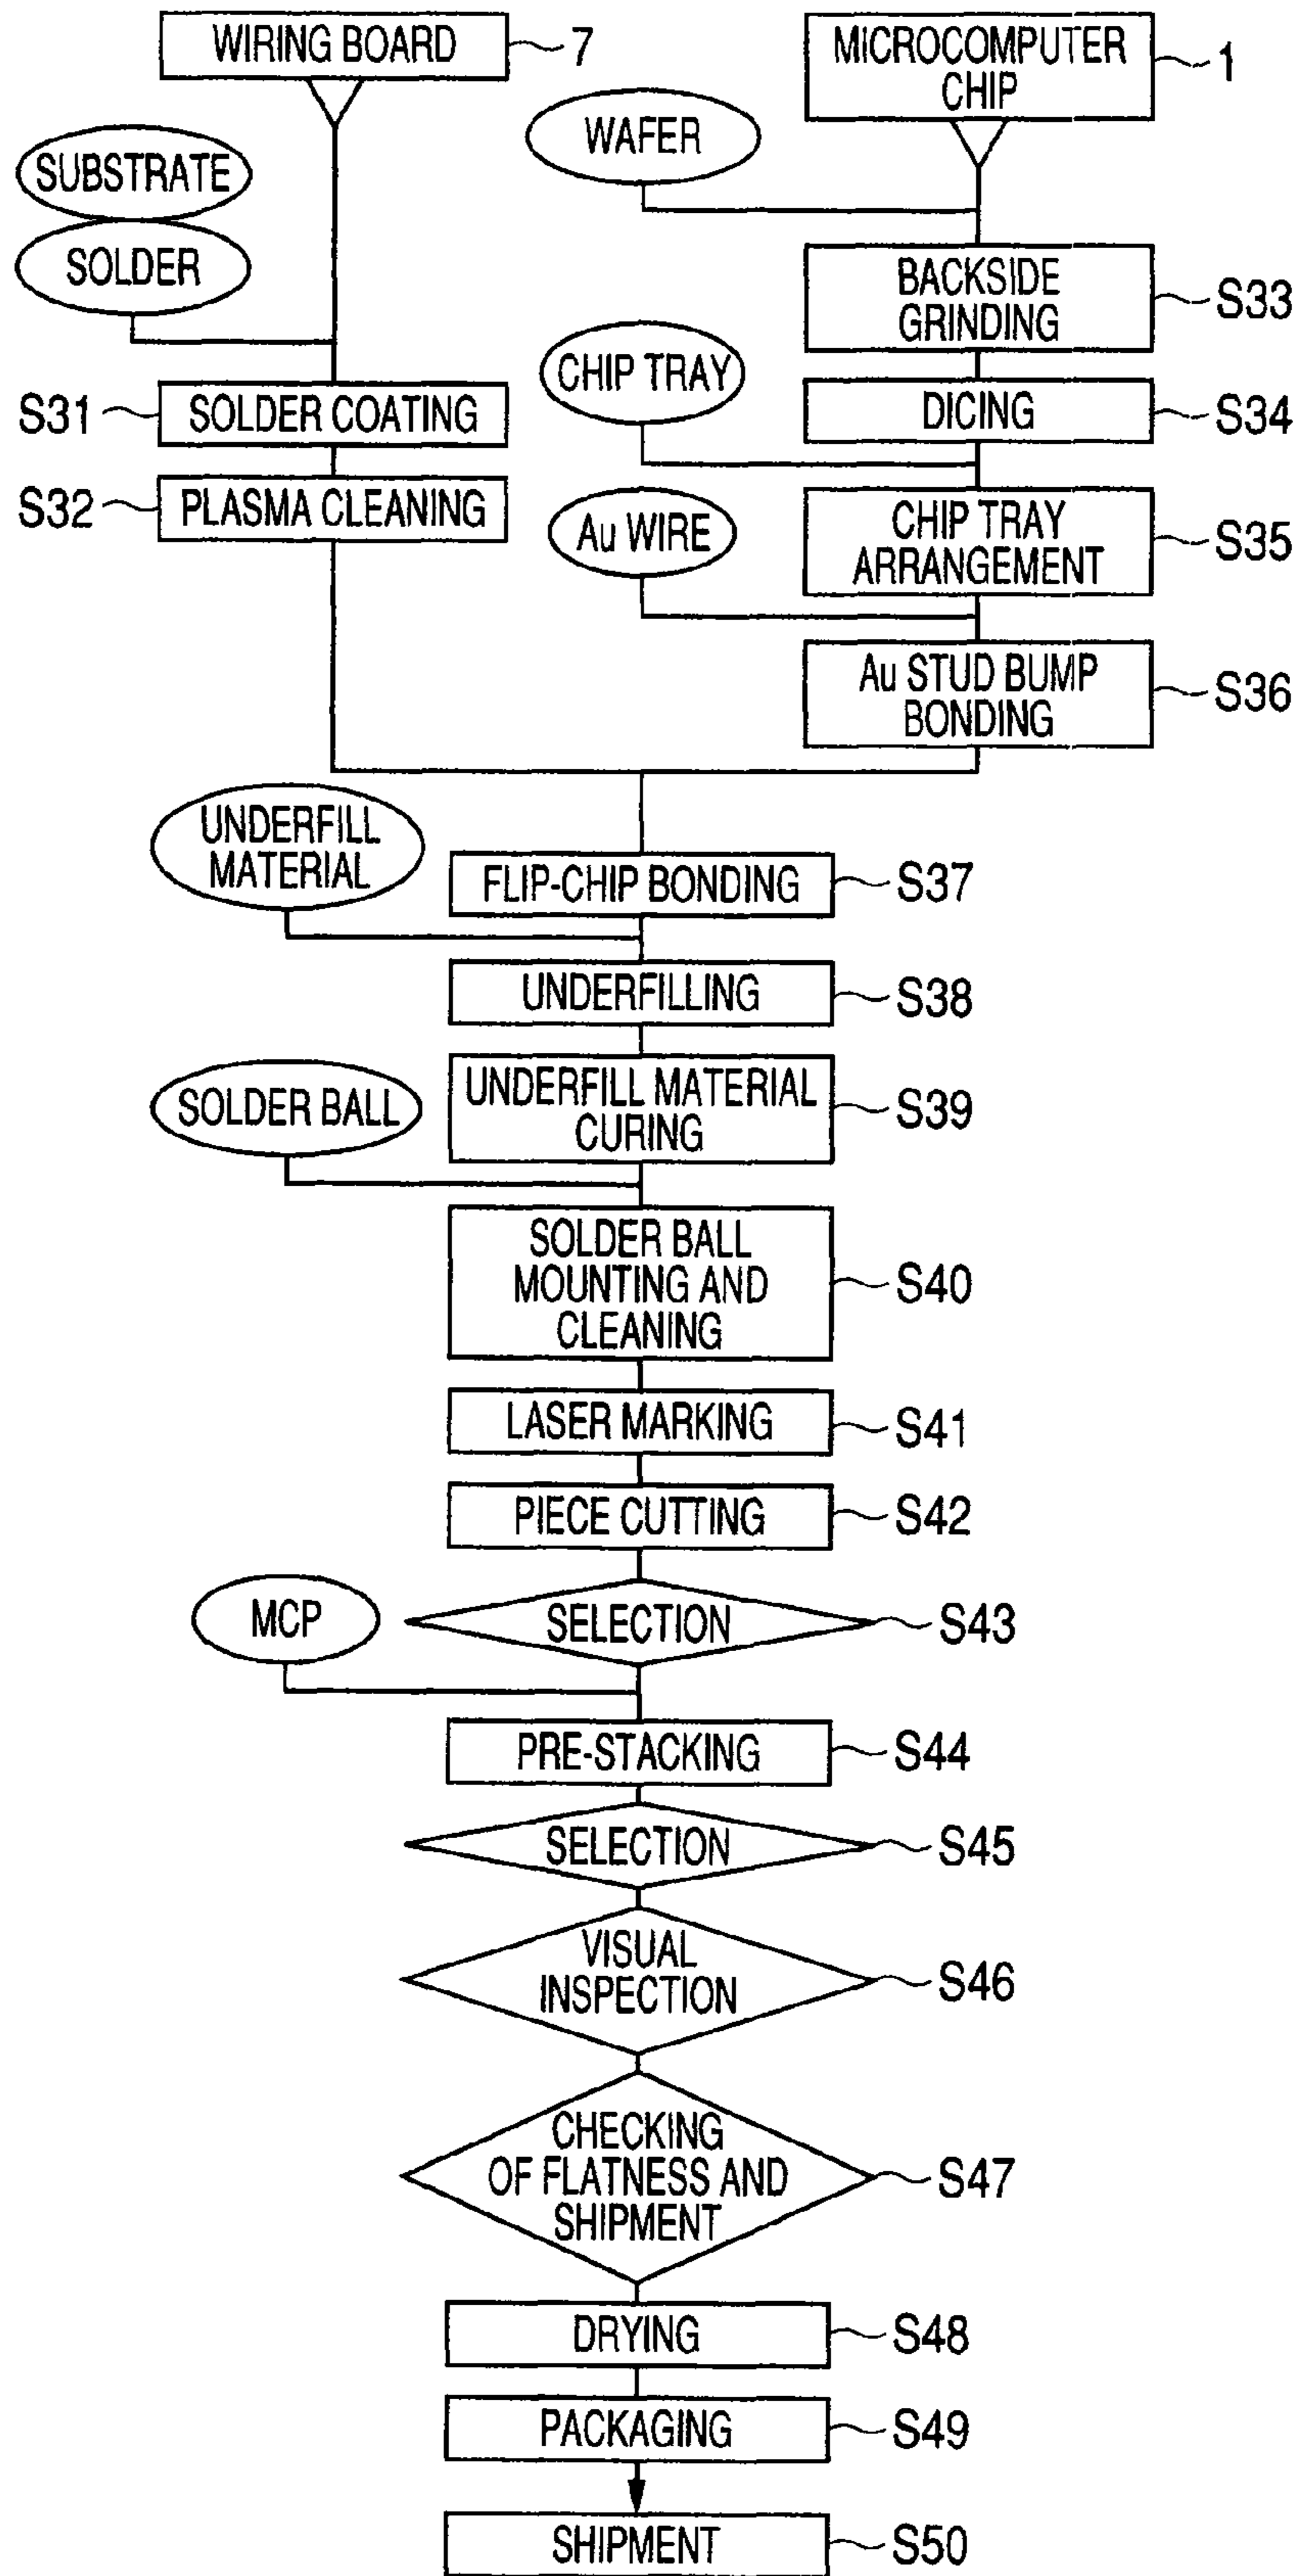 WIRING BOARD
7
MICROCOMPUTER
CHIP
1
WAFER
SUBSTRATE
SOLDER
BACKSIDE
GRINDING
S33
CHIP TRAY
S31
SOLDER COATING
DICING
S34
S32
PLASMA CLEANING
Au WIRE
CHIP TRAY
ARRANGEMENT
S35
Au STUD BUMP
BONDING
S36
UNDERFILL
MATERIAL
FLIP-CHIP BONDING
S37
UNDERFILLING
S38
SOLDER BALL
UNDERFILL MATERIAL
CURING
S39
SOLDER BALL
MOUNTING AND
CLEANING
S40
LASER MARKING
S41
PIECE CUTTING
S42
MCP
SELECTION
S43
PRE-STACKING
S44
SELECTION
S45
VISUAL
INSPECTION
S46
CHECKING
OF FLATNESS AND
SHIPMENT
S47
DRYING
S48
PACKAGING
S49
SHIPMENT
S50